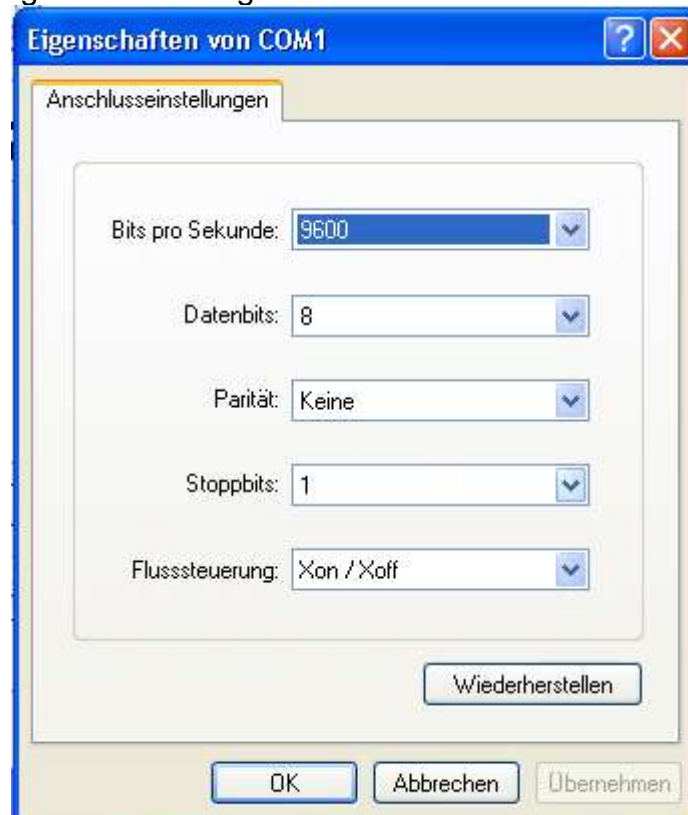 Eigenschaften von COM1
Anschlusseinstellungen
Bits pro Sekunde: 9600
Datenbits: 8
Parität: Keine
Stoppbits: 1
Flusssteuerung: Xon / Xoff
Wiederherstellen
OK Abbrechen Übernehmen